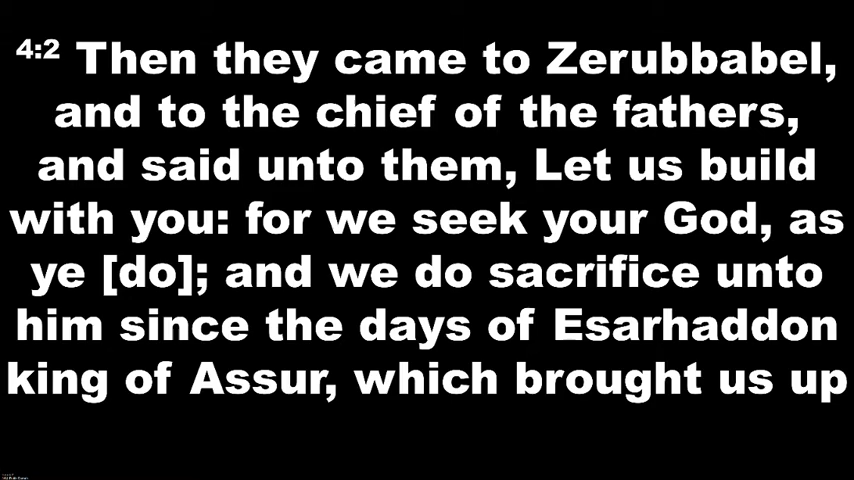 4:2 Then they came to Zerubbabel,
and to the chief of the fathers,
and said unto them, Let us build
with you: for we seek your God, as
ye [do]; and we do sacrifice unto
him since the days of Esarhaddon
king of Assur, which brought us up